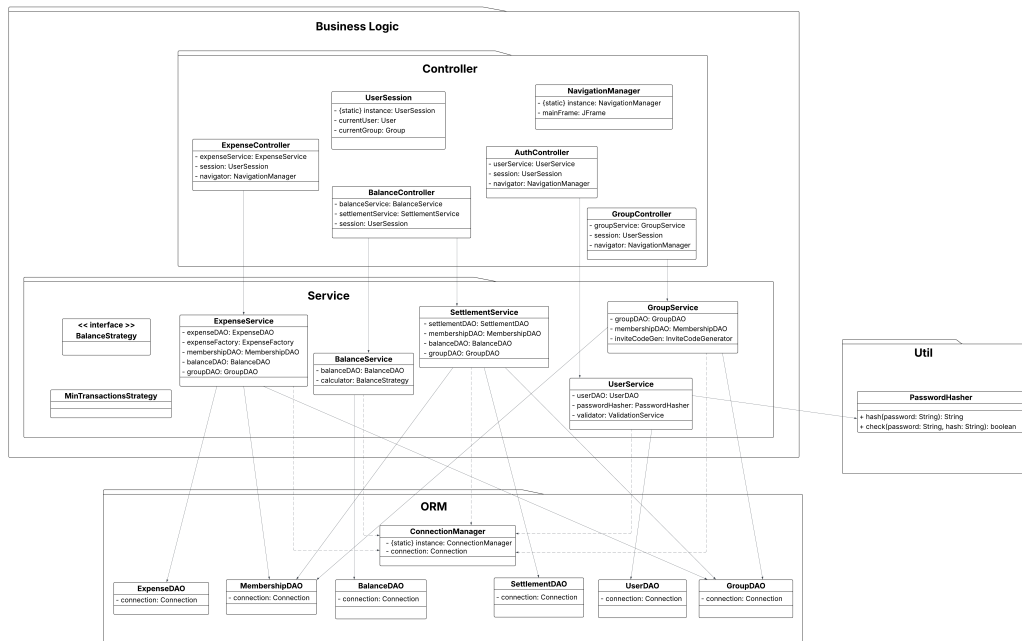 Business Logic
Controller
UserSession
- {static} instance: UserSession
- currentUser: User
- currentGroup: Group
NavigationManager
- {static} instance: NavigationManager
- mainFrame: JFrame
ExpenseController
- expenseService: ExpenseService
- session: UserSession
- navigator: NavigationManager
AuthController
- userService: UserService
- session: UserSession
- navigator: NavigationManager
BalanceController
- balanceService: BalanceService
- settlementService: SettlementService
- session: UserSession
GroupController
- groupService: GroupService
- session: UserSession
- navigator: NavigationManager
Service
<< interface >>
BalanceStrategy
MinTransactionsStrategy
ExpenseService
- expenseDAO: ExpenseDAO
- expenseFactory: ExpenseFactory
- membershipDAO: MembershipDAO
- balanceDAO: BalanceDAO
- groupDAO: GroupDAO
BalanceService
- balanceDAO: BalanceDAO
- calculator: BalanceStrategy
SettlementService
- settlementDAO: SettlementDAO
- membershipDAO: MembershipDAO
- balanceDAO: BalanceDAO
- groupDAO: GroupDAO
GroupService
- groupDAO: GroupDAO
- membershipDAO: MembershipDAO
- inviteCodeGen: InviteCodeGenerator
UserService
- userDAO: UserDAO
- passwordHasher: PasswordHasher
- validator: ValidationService
Util
PasswordHasher
+ hash(password: String): String
+ check(password: String, hash: String): boolean
ORM
ConnectionManager
- {static} instance: ConnectionManager
- connection: Connection
ExpenseDAO
- connection: Connection
MembershipDAO
- connection: Connection
BalanceDAO
- connection: Connection
SettlementDAO
- connection: Connection
UserDAO
- connection: Connection
GroupDAO
- connection: Connection